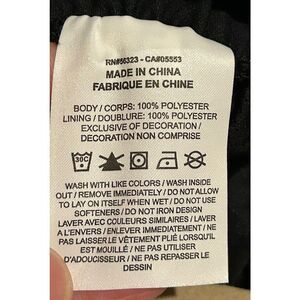 RN#56323 - CA#05553
MADE IN CHINA
FABRIQUE EN CHINE
BODY / CORPS: 100% POLYESTER
LINING / DOUBLURE: 100% POLYESTER
EXCLUSIVE OF DECORATION /
DECORATION NON COMPRISE
30C
WASH WITH LIKE COLORS / WASH INSIDE
OUT / REMOVE IMMEDIATELY / DO NOT ALLOW
TO LAY ON ITSELF WHEN WET / DO NOT USE
SOFTENERS / DO NOT IRON DESIGN
LAVER AVEC COULEURS SIMILAIRES / LAVER
A L'ENVERS / ENLEVER IMMEDIATEMENT / NE
PAS LAISSER LE VÊTEMENT PLIÉ LORSQU'IL
EST MOUILLÉ / NE PAS UTILISER
D'ADOUCISSEUR / NE PAS REPASSER LE
DESSIN